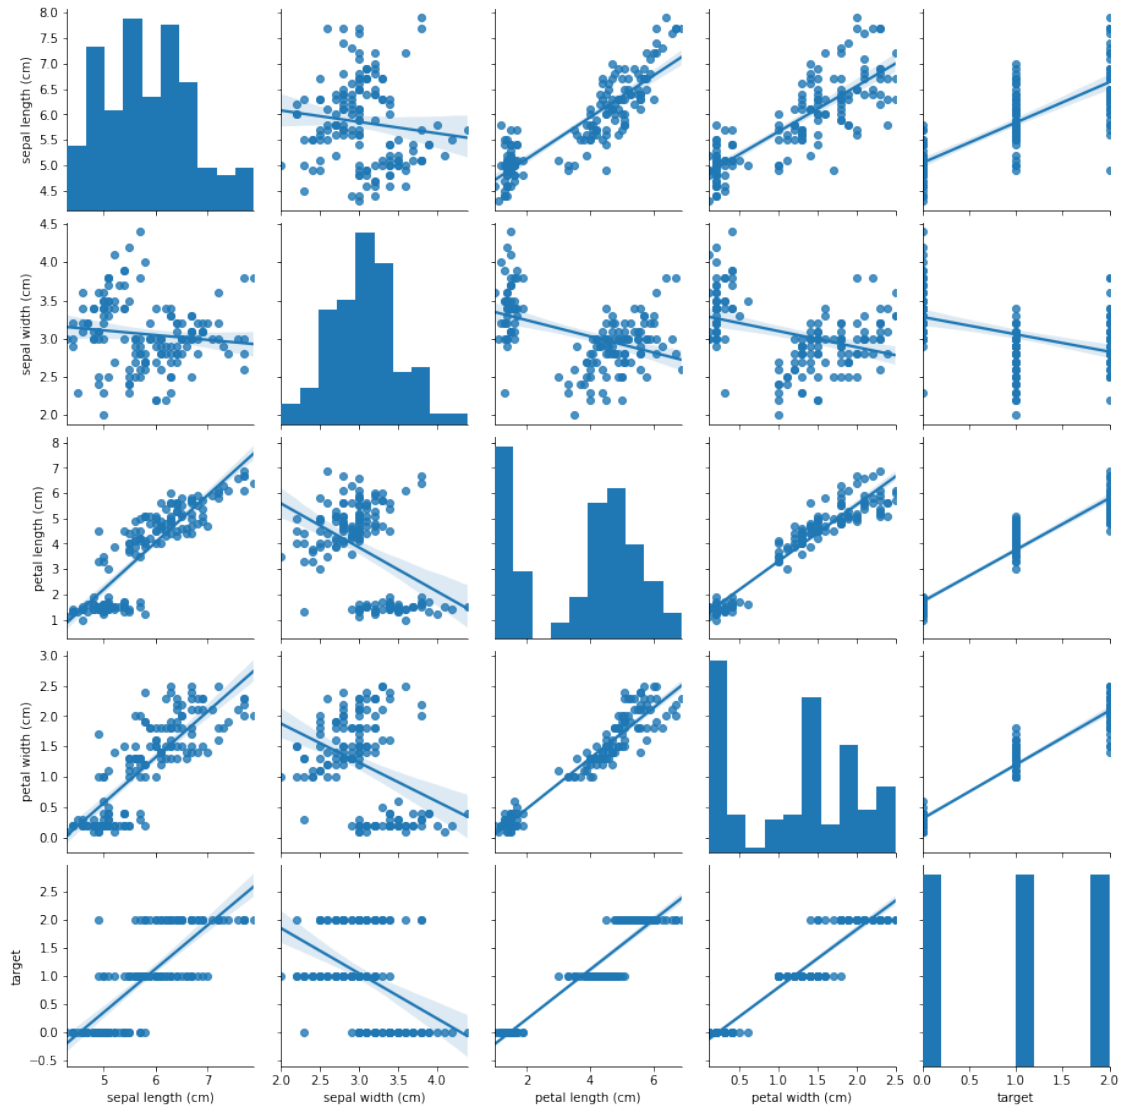 8.0
7.5
7.0
6.5
6.0
5.5
5.0
4.5
sepal length (cm)
4.5
4.0
3.5
3.0
2.5
2.0
sepal width (cm)
8
7
6
5
4
3
2
1
petal length (cm)
3.0
2.5
2.0
1.5
1.0
0.5
0.0
petal width (cm)
2.5
2.0
1.5
1.0
0.5
0.0
−0.5
target
5 6 7
2.0 2.5 3.0 3.5 4.0
2 4 6
0.5 1.0 1.5 2.0 2.5
0.0 0.5 1.0 1.5 2.0
sepal length (cm)
sepal width (cm)
petal length (cm)
petal width (cm)
target